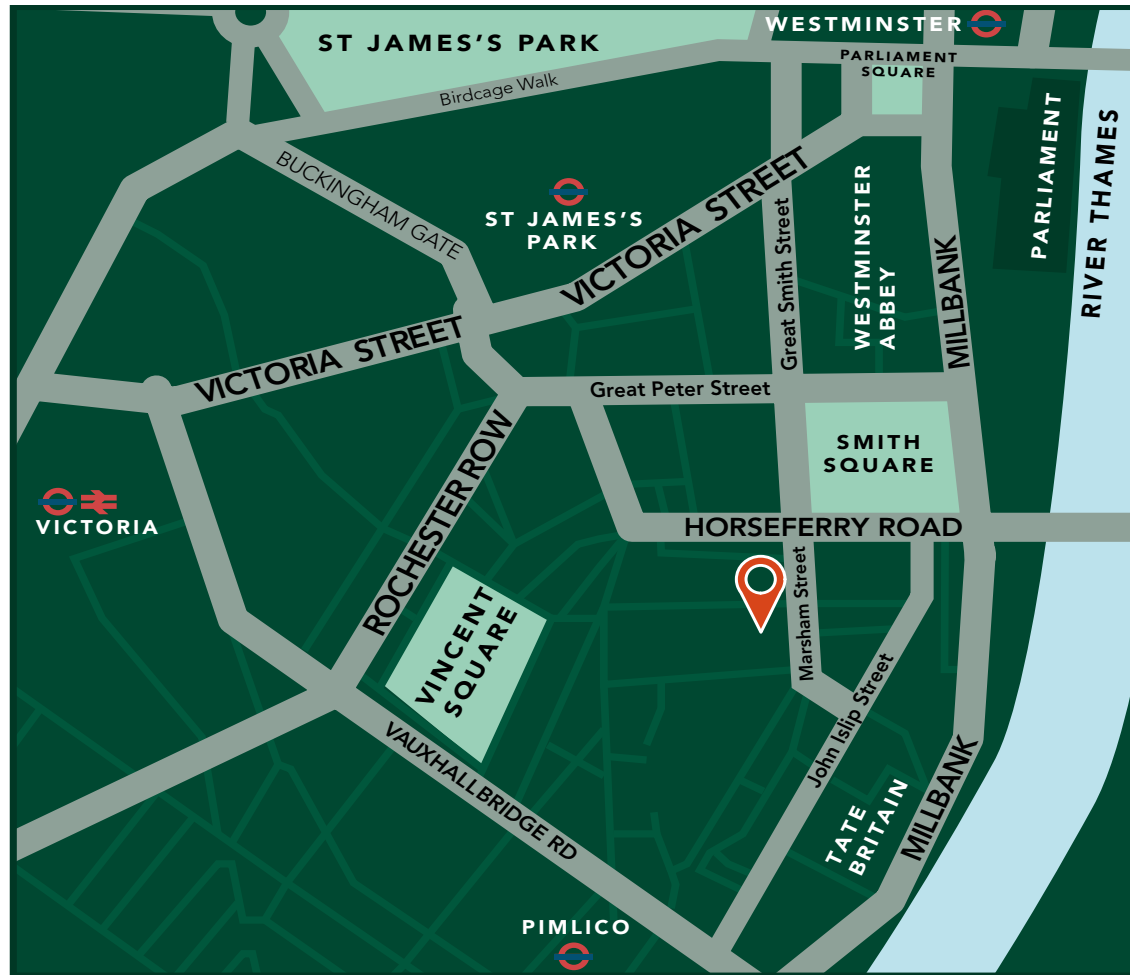 WESTMINSTER
ST JAMES'S PARK
PARLIAMENT
SQUARE
Birdcage Walk
PARLIAMENT
RIVER THAMES
BUCKINGHAM GATE
ST JAMES'S
PARK
VICTORIA STREET
Great Smith Street
WESTMINSTER
ABBEY
MILLBANK
VICTORIA STREET
Great Peter Street
ROCHESTER ROW
SMITH
SQUARE
VICTORIA
HORSEFERRY ROAD
VINCENT
SQUARE
Marsham Street
John Islip Street
VAUXHALLBRIDGE RD
TATE
BRITAIN
MILLBANK
PIMLICO